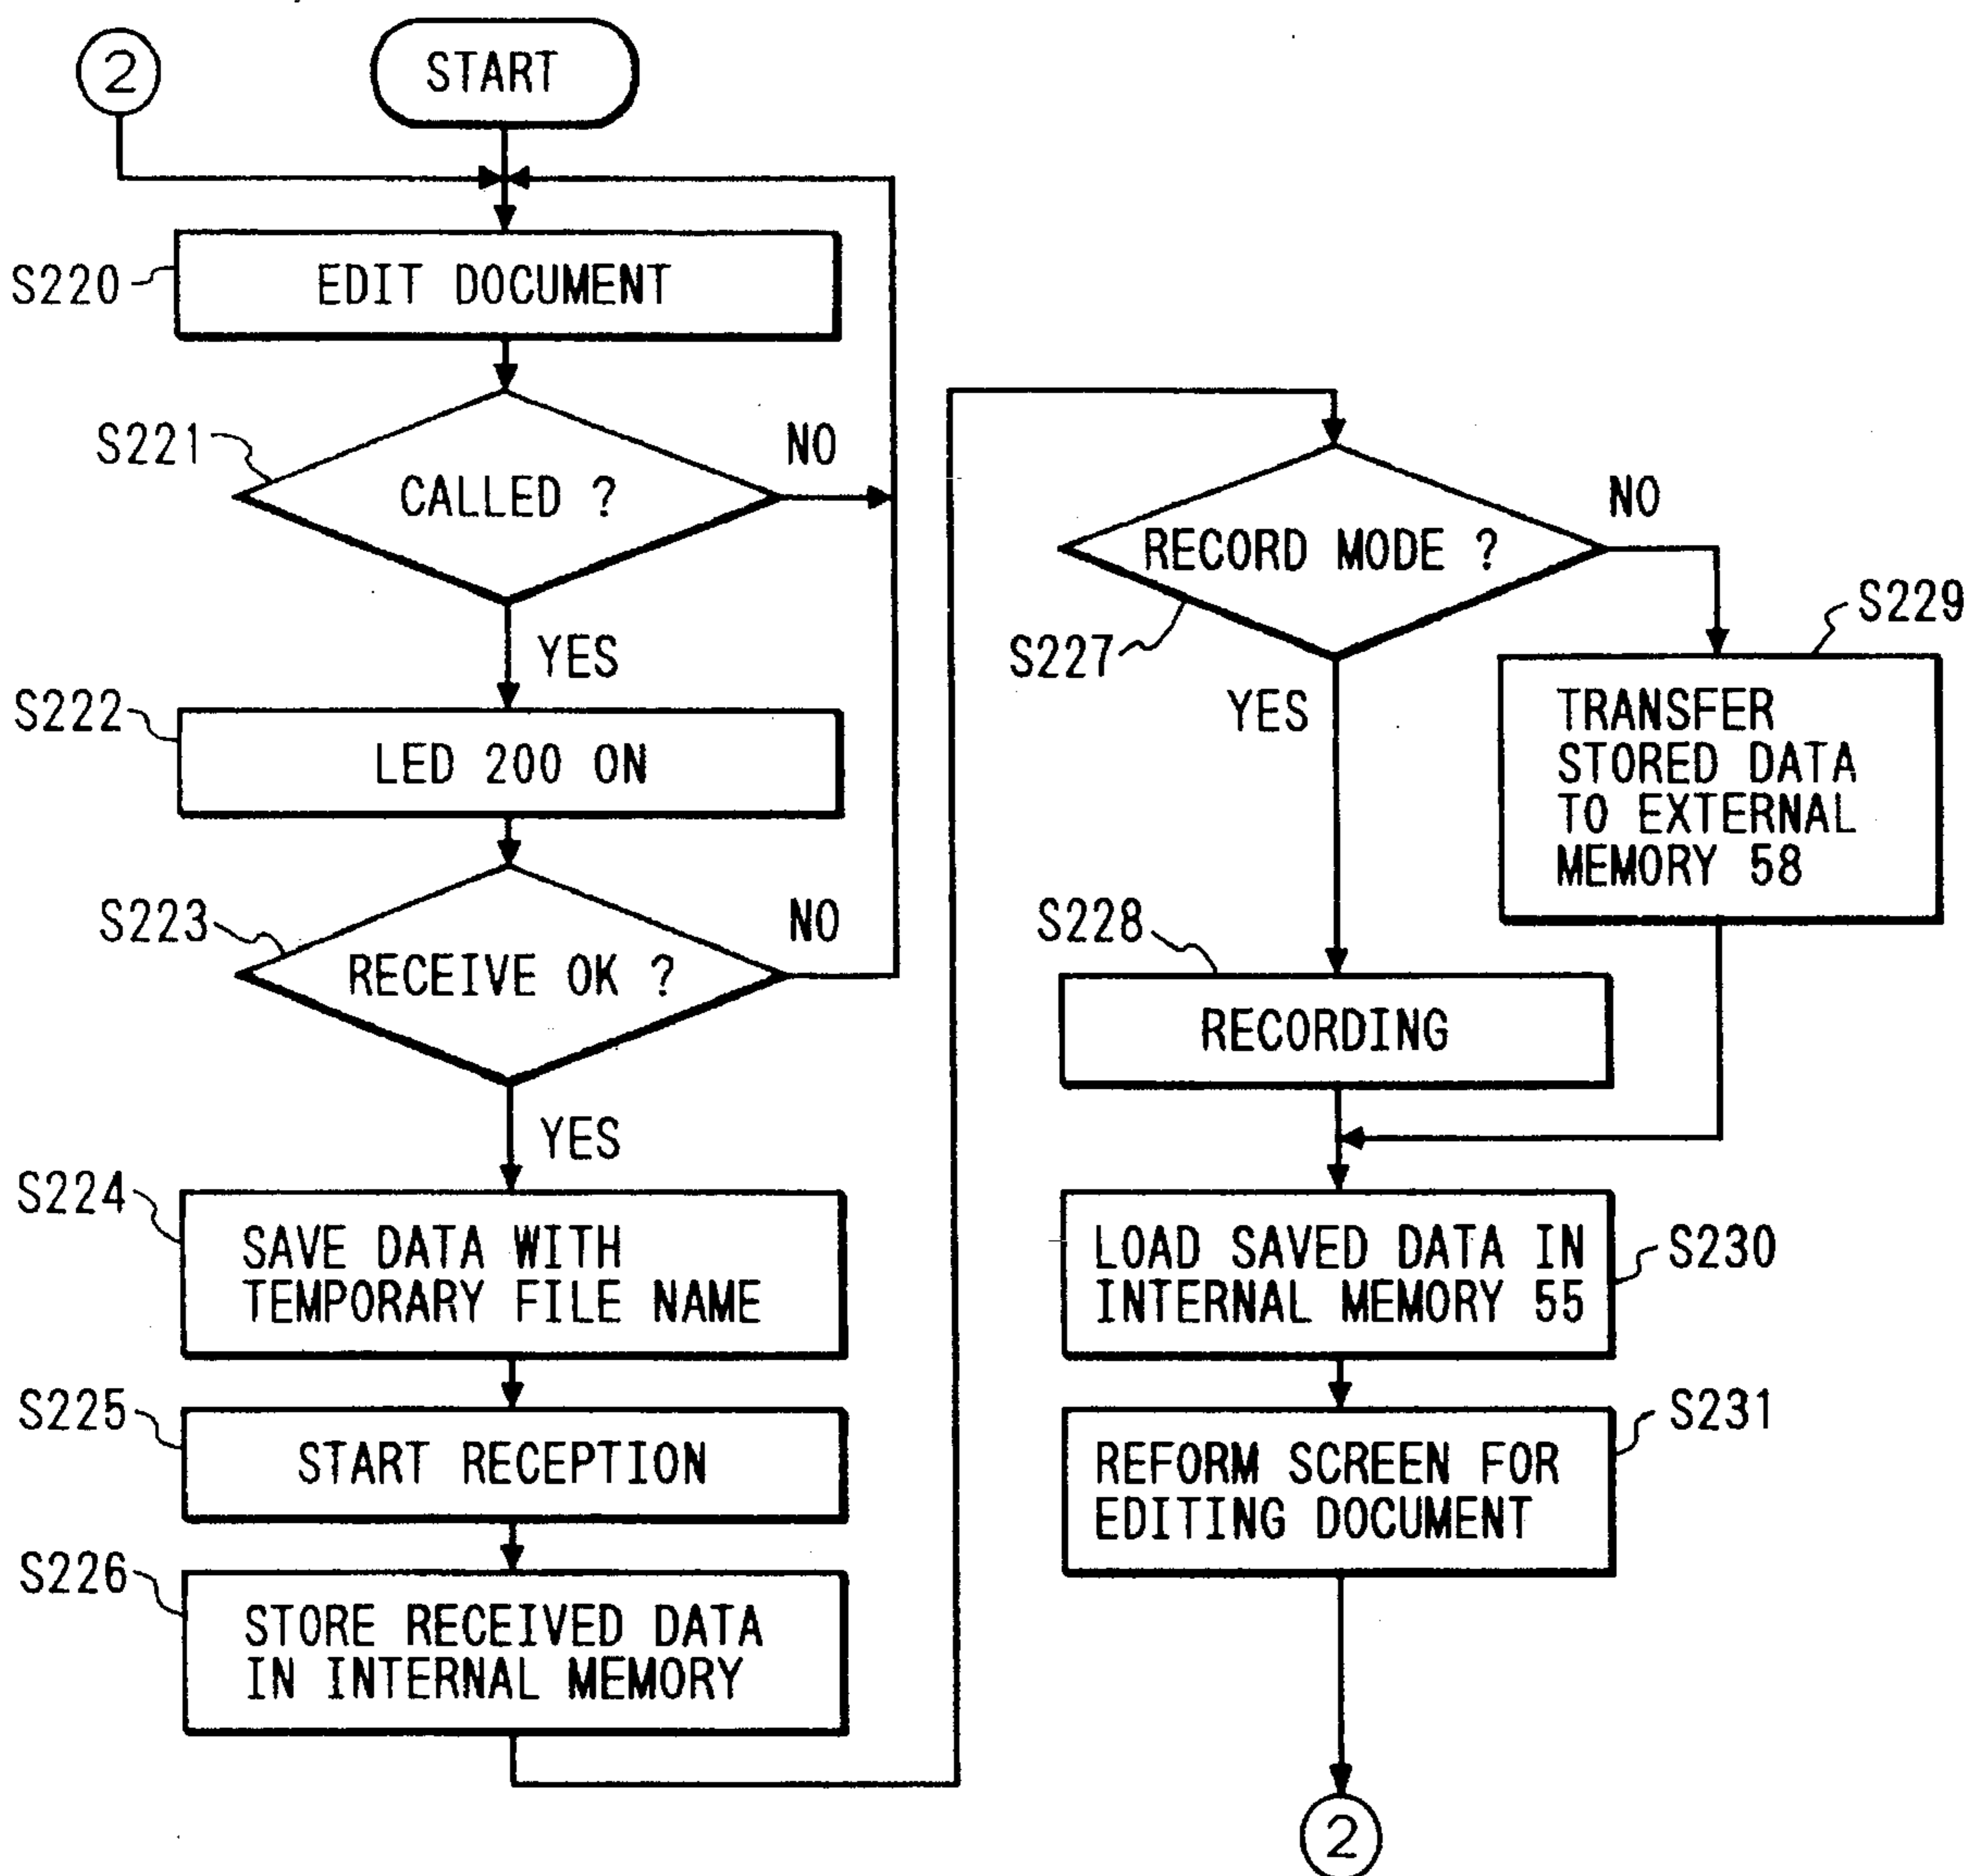 2
START
S220
EDIT DOCUMENT
S221
CALLED ?
NO
YES
S222
LED 200 ON
S223
RECEIVE OK ?
NO
YES
S224
SAVE DATA WITH
TEMPORARY FILE NAME
S225
START RECEPTION
S226
STORE RECEIVED DATA
IN INTERNAL MEMORY
RECORD MODE ?
NO
S227
YES
S229
TRANSFER
STORED DATA
TO EXTERNAL
MEMORY 58
S228
RECORDING
LOAD SAVED DATA IN
INTERNAL MEMORY 55
S230
REFORM SCREEN FOR
EDITING DOCUMENT
S231
2